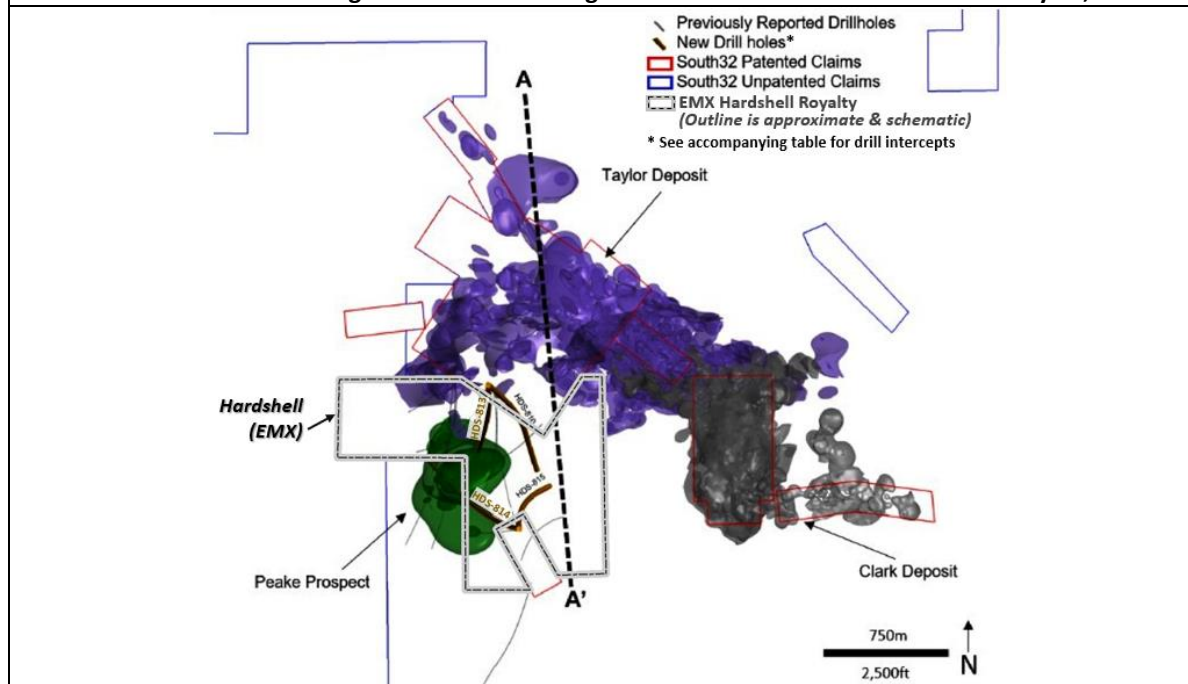 Previously Reported Drillholes
New Drill holes*
South32 Patented Claims
South32 Unpatented Claims
EMX Hardshell Royalty
(Outline is approximate & schematic)
* See accompanying table for drill intercepts
A
Taylor Deposit
Hardshell
(EMX)
HDS-813
HDS-810
HDS-815
HDS-814
Peake Prospect
A'
Clark Deposit
750m
2,500ft
N